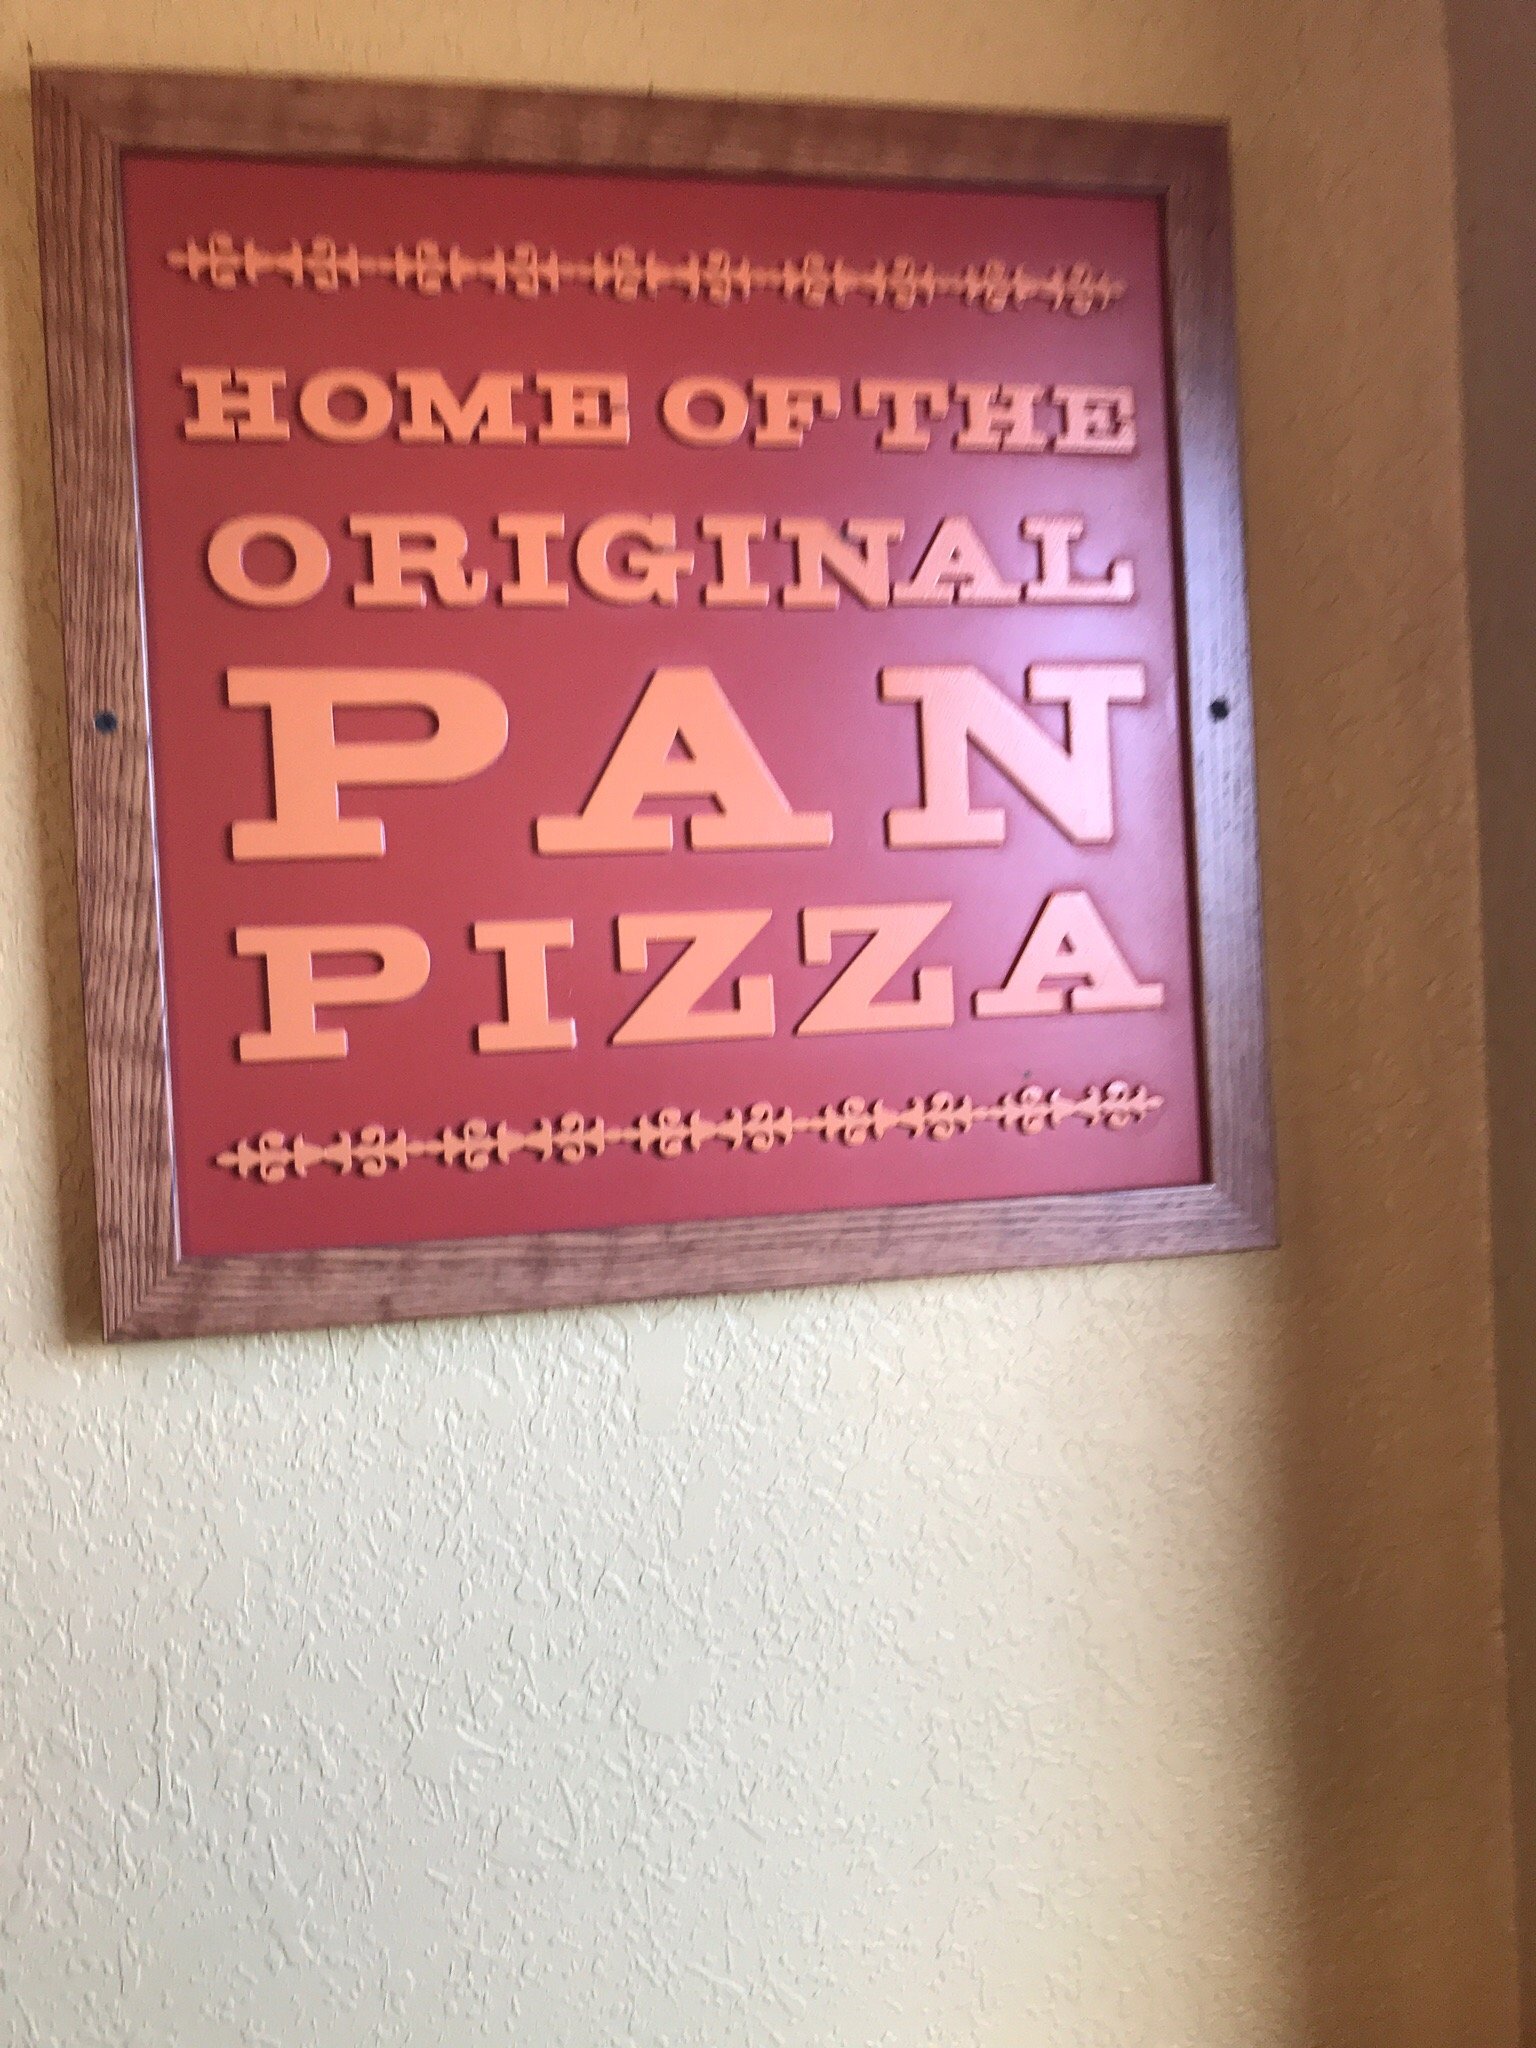 HOME OF THE
ORIGINAL
PAN
PIZZA